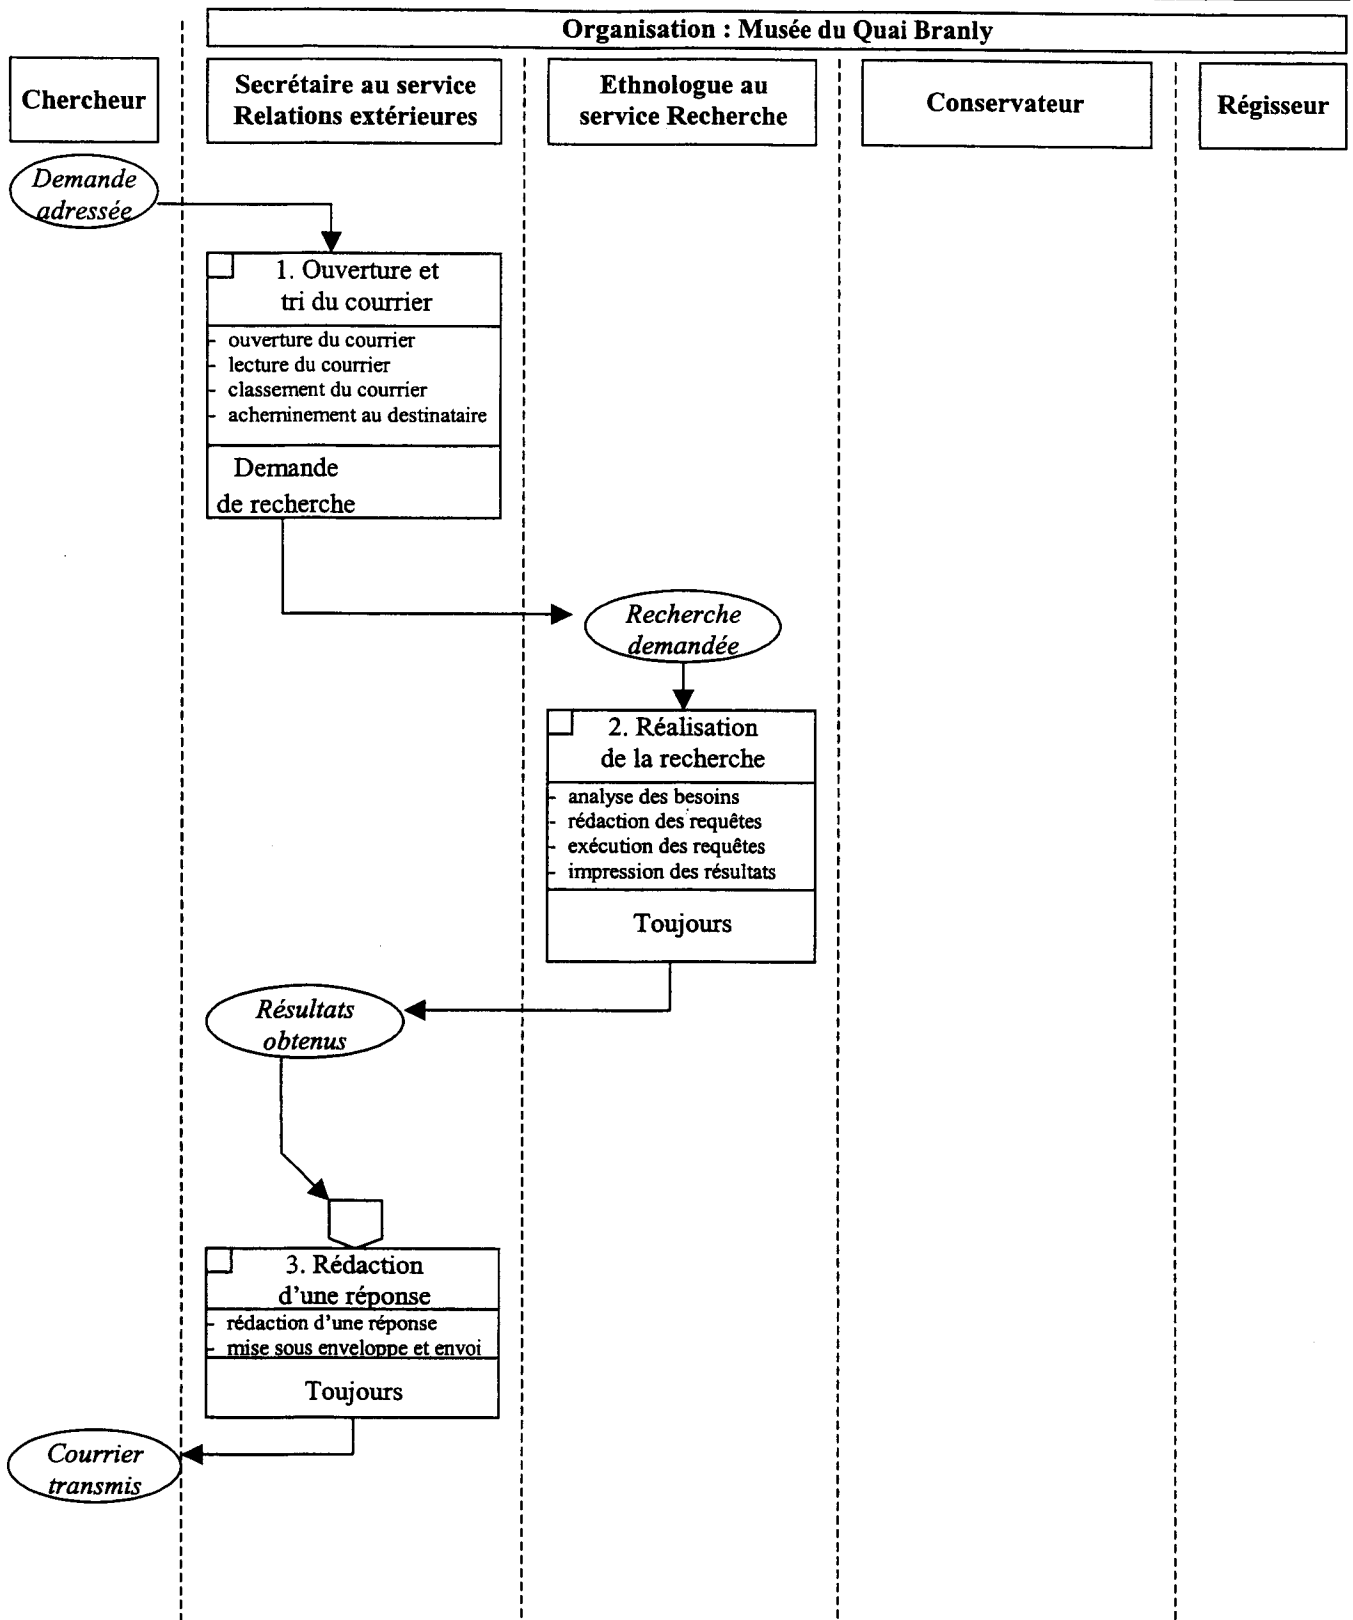 Organisation : Musée du Quai Branly
Chercheur
Secrétaire au service
Relations extérieures
Ethnologue au
service Recherche
Conservateur
Régisseur
Demande
adressée
1. Ouverture et
tri du courrier
- ouverture du courrier
- lecture du courrier
- classement du courrier
- acheminement au destinataire
Demande
de recherche
Recherche
demandée
2. Réalisation
de la recherche
- analyse des besoins
- rédaction des requêtes
- exécution des requêtes
- impression des résultats
Toujours
Résultats
obtenus
3. Rédaction
d'une réponse
- rédaction d'une réponse
- mise sous enveloppe et envoi
Toujours
Courrier
transmis